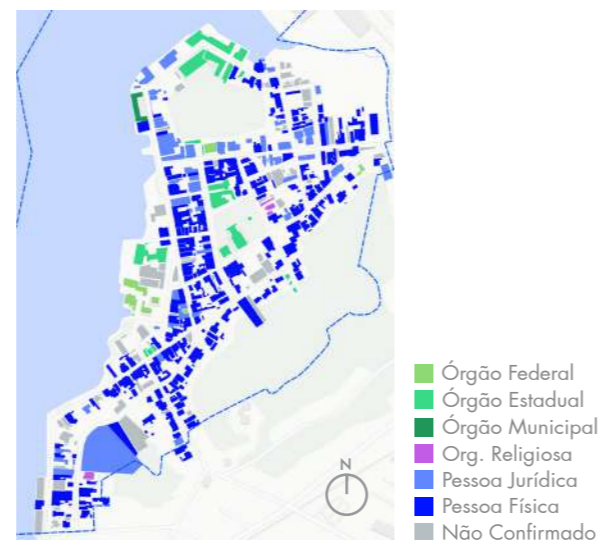 N
Órgão Federal
Órgão Estadual
Órgão Municipal
Org. Religiosa
Pessoa Jurídica
Pessoa Física
Não Confirmado